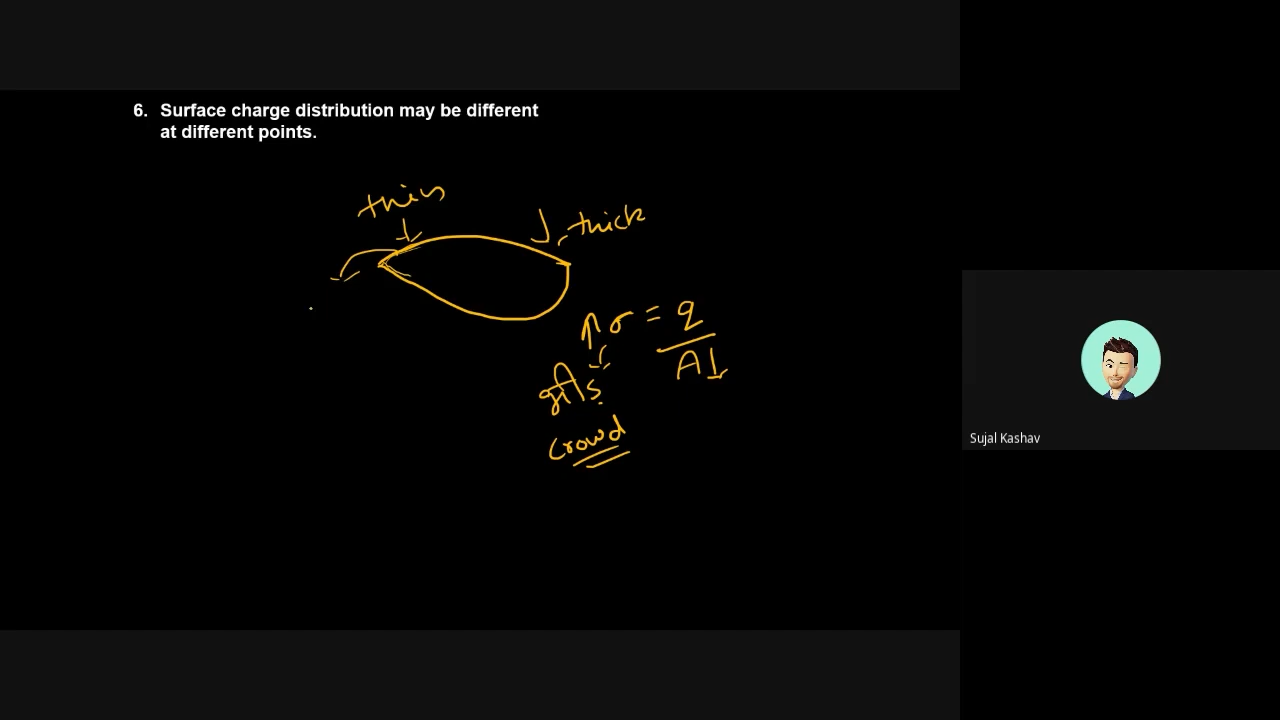 6. Surface charge distribution may be different
at different points.
thin
thick
↑ σ = q
A↓
crowd
Sujal Kashav